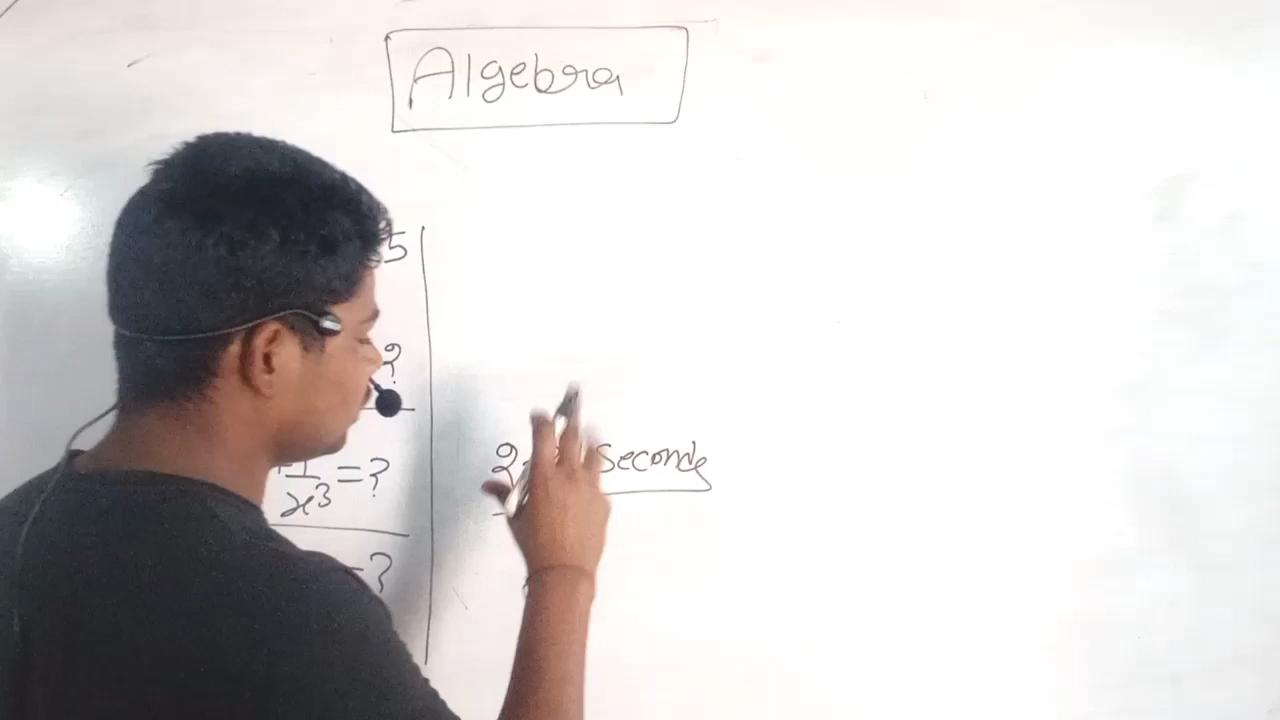 Algebra
5
?
+1/x³ = ?
2 Seconds
= ?